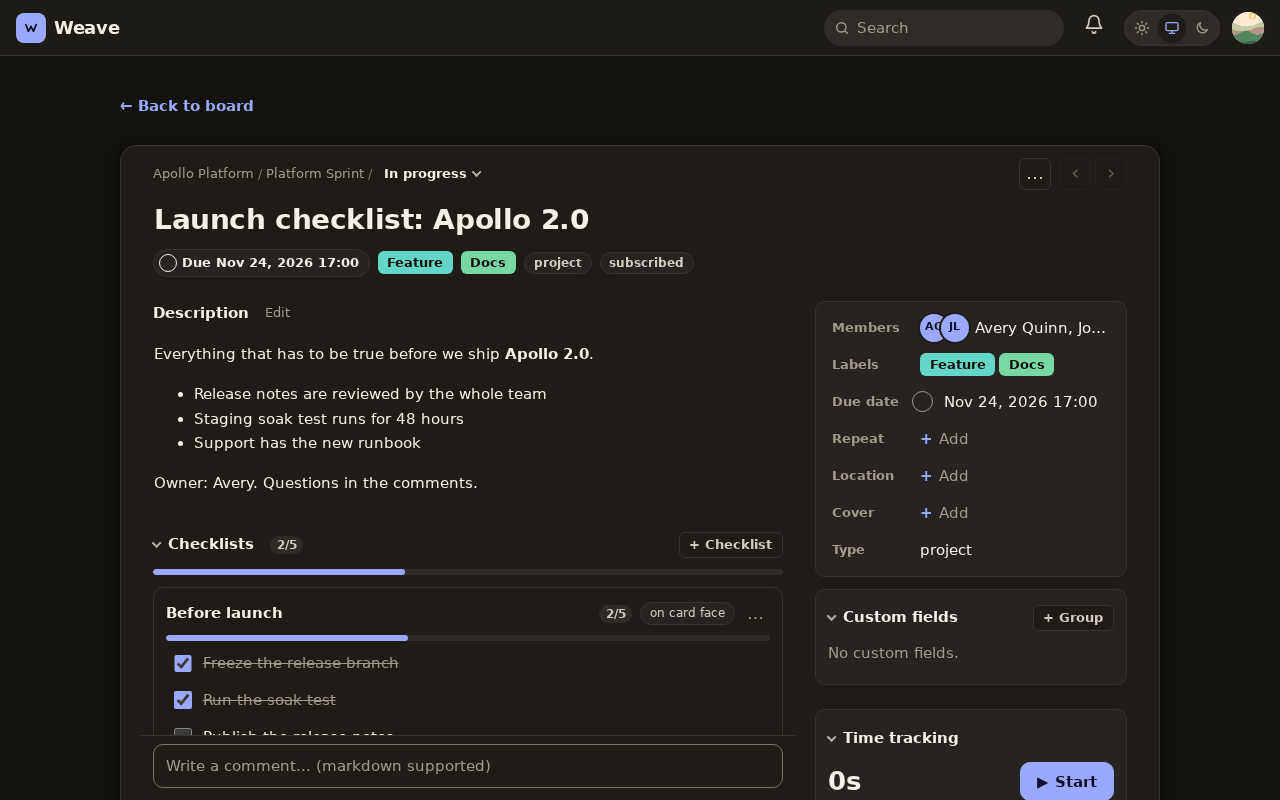 Weave
Search
← Back to board
Apollo Platform / Platform Sprint / In progress
...
Launch checklist: Apollo 2.0
Due Nov 24, 2026 17:00 Feature Docs project subscribed
Description Edit
Everything that has to be true before we ship Apollo 2.0.
• Release notes are reviewed by the whole team
• Staging soak test runs for 48 hours
• Support has the new runbook
Owner: Avery. Questions in the comments.
Checklists 2/5 + Checklist
Before launch 2/5 on card face ...
Freeze the release branch
Run the soak test
Publish the release notes
Write a comment... (markdown supported)
Members JL Avery Quinn, Jo...
Labels Feature Docs
Due date Nov 24, 2026 17:00
Repeat + Add
Location + Add
Cover + Add
Type project
Custom fields + Group
No custom fields.
Time tracking
0s ▶ Start